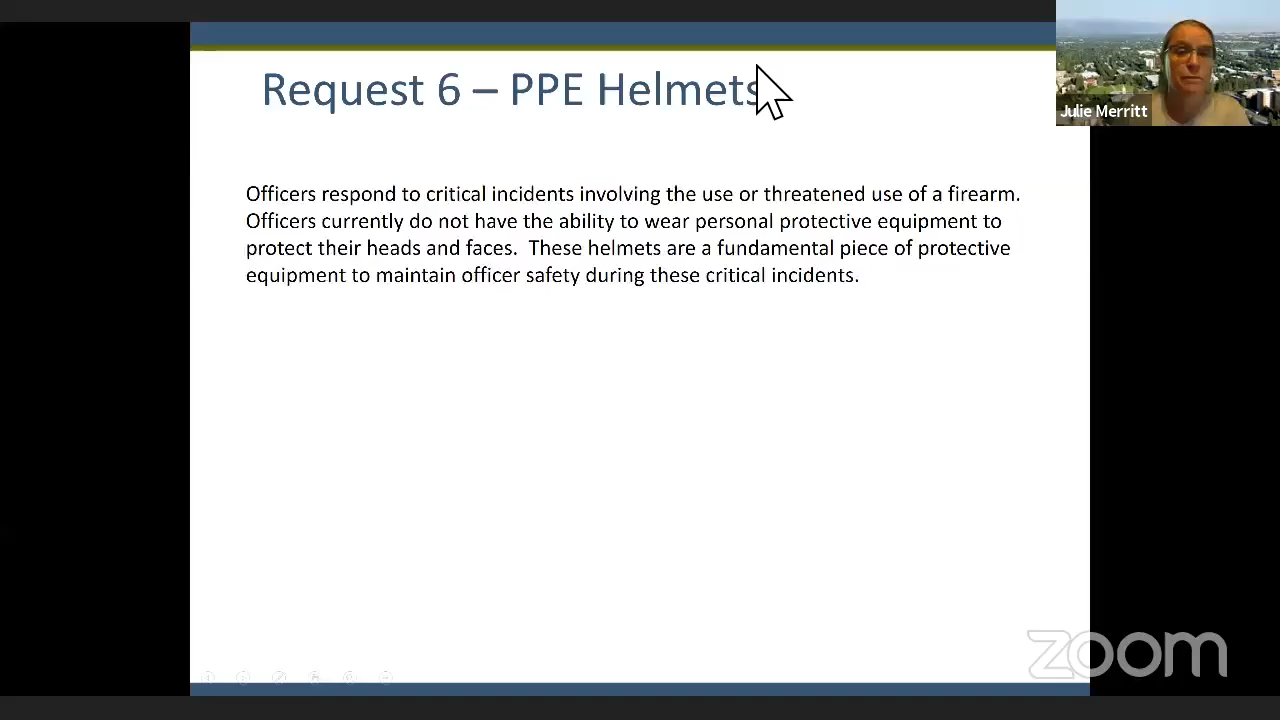 Request 6 – PPE Helmets
Julie Merritt
Officers respond to critical incidents involving the use or threatened use of a firearm.
Officers currently do not have the ability to wear personal protective equipment to
protect their heads and faces.  These helmets are a fundamental piece of protective
equipment to maintain officer safety during these critical incidents.
zoom